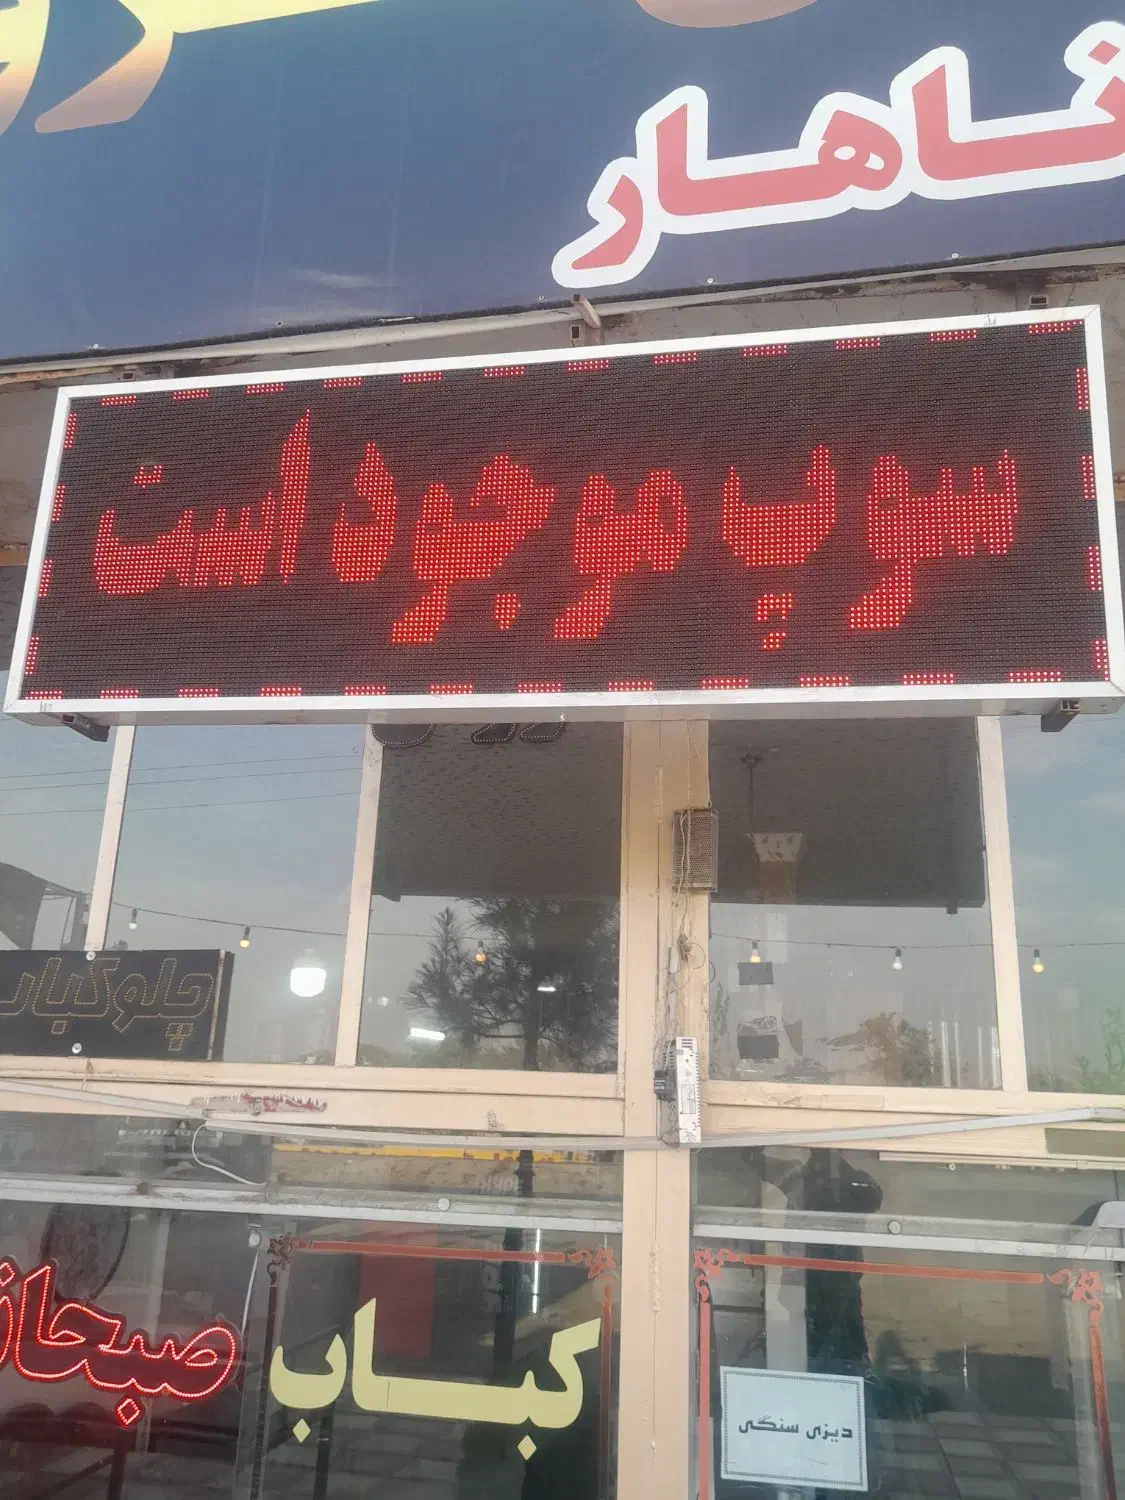 ناهار
سوپ موجود است
چلوکباب
کباب
دیزی سنگی